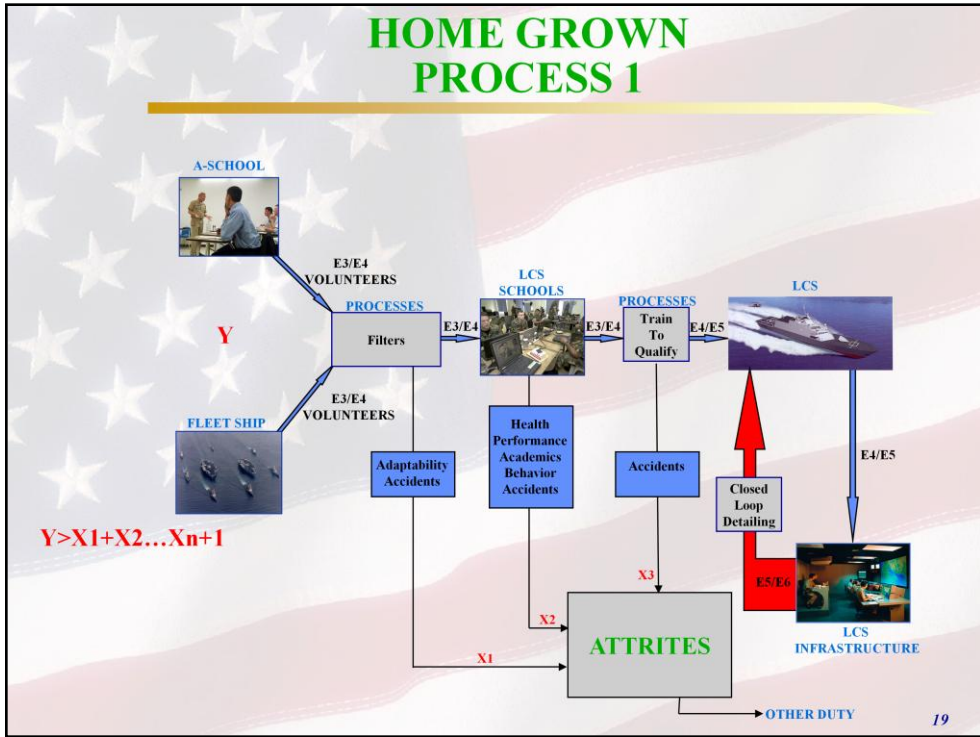 HOME GROWN
PROCESS 1
A-SCHOOL
E3/E4
VOLUNTEERS
PROCESSES
Filters
E3/E4
LCS
SCHOOLS
E3/E4
PROCESSES
Train
To
Qualify
E4/E5
LCS
Y
E3/E4
VOLUNTEERS
FLEET SHIP
Y>X1+X2...Xn+1
Adaptability
Accidents
Health
Performance
Academics
Behavior
Accidents
Accidents
Closed
Loop
Detailing
E4/E5
E5/E6
LCS
INFRASTRUCTURE
X3
X2
X1
ATTRITES
OTHER DUTY
19